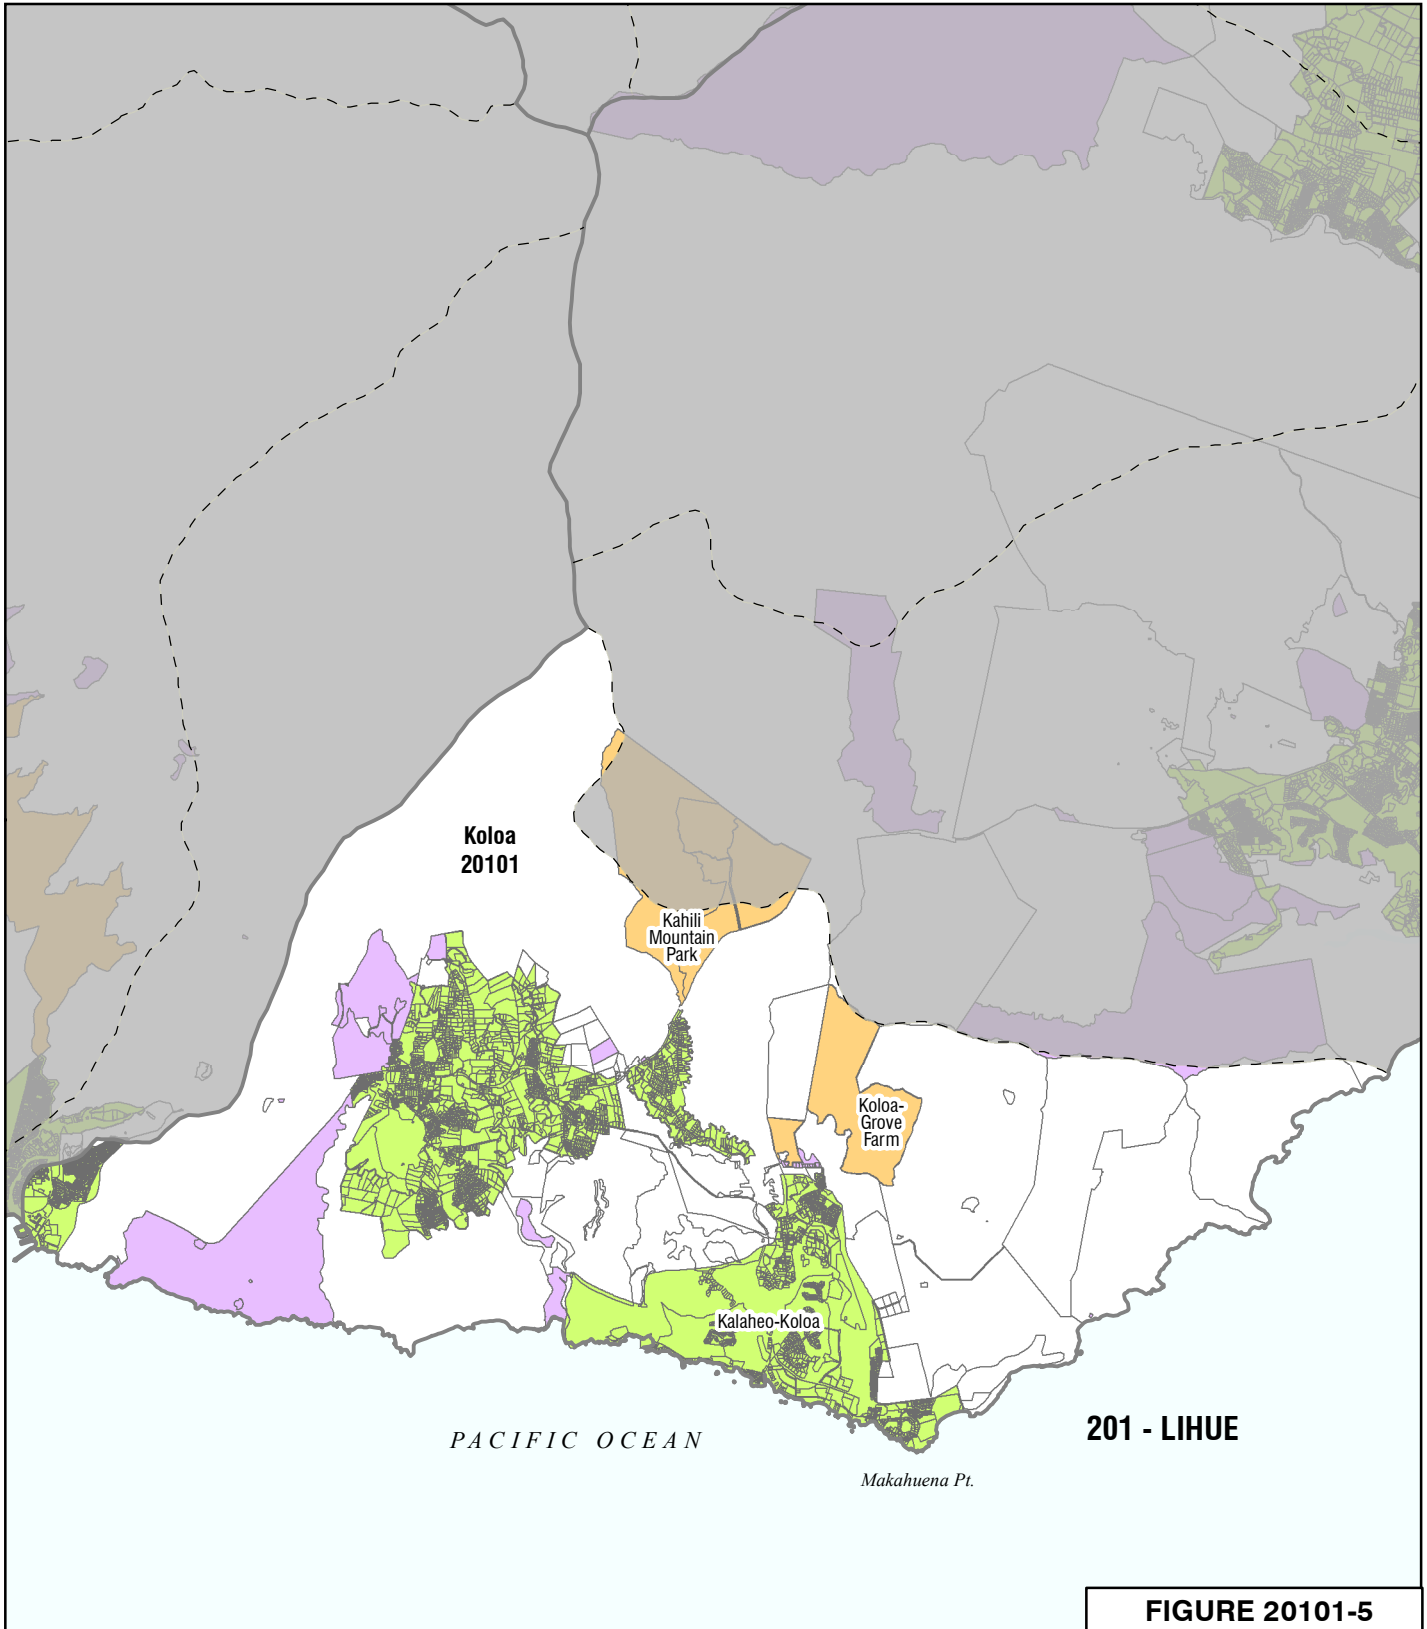 Koloa
20101
Kahili
Mountain
Park
Koloa-
Grove
Farm
Kalaheo-Koloa
PACIFIC OCEAN
201 - LIHUE
Makahuena Pt.
FIGURE 20101-5